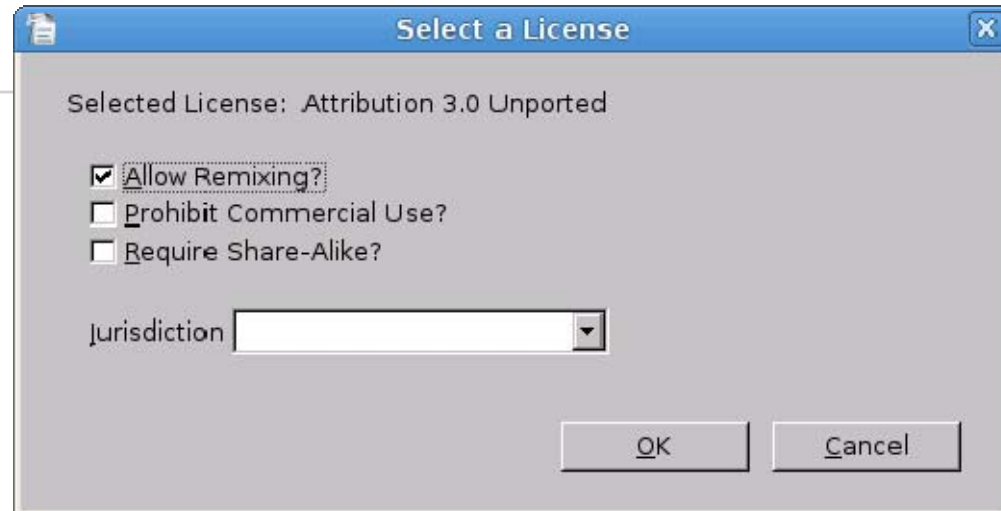 Select a License
Selected License: Attribution 3.0 Unported
Allow Remixing?
Prohibit Commercial Use?
Require Share-Alike?
Jurisdiction
OK Cancel